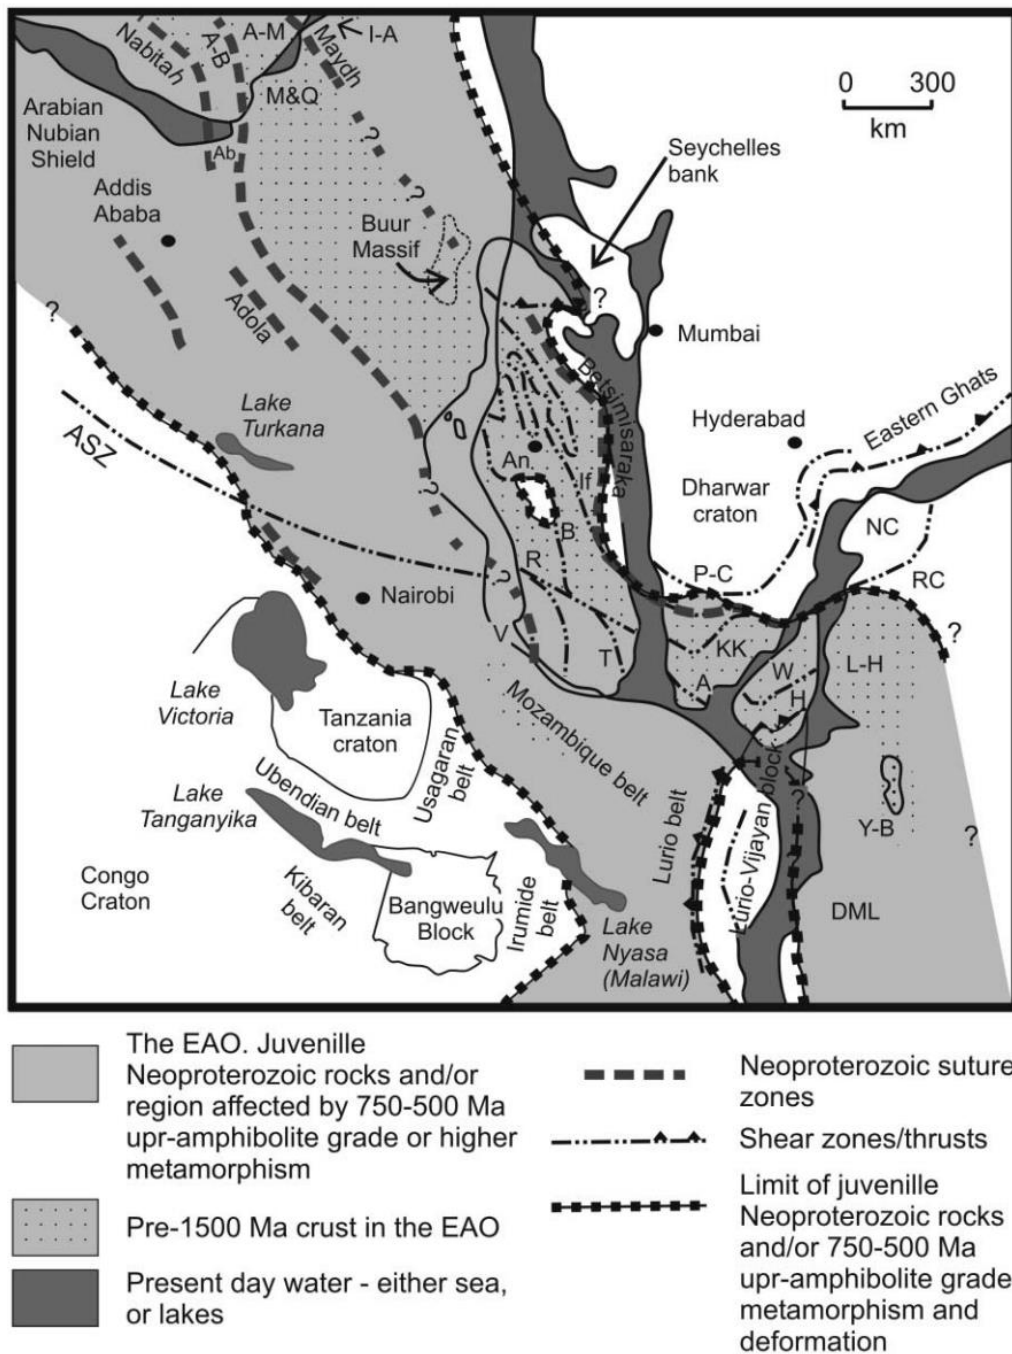 Nabitah
A-B
A-M
Maydh
I-A
M&Q
Arabian
Nubian
Shield
Ab
0 300
km
Seychelles
bank
Addis
Ababa
?
?
Buur
Massif
Adola
?
?
Mumbai
Betsimisaraka
Lake
Turkana
Hyderabad
Eastern Ghats
ASZ
An
If
Dharwar
craton
?
B
NC
R
P-C
RC
?
Nairobi
?
V
T
KK
A
W
H
L-H
Lake
Victoria
Tanzania
craton
Mozambique belt
Usagaran
belt
Ubendian belt
Lake
Tanganyika
Lurio belt
Lurio-Vijayan block
?
Y-B
?
Congo
Craton
Kibaran
belt
Bangweulu
Block
Irumide
belt
Lake
Nyasa
(Malawi)
DML
The EAO. Juvenille
Neoproterozoic rocks and/or
region affected by 750-500 Ma
upr-amphibolite grade or higher
metamorphism
Pre-1500 Ma crust in the EAO
Present day water - either sea,
or lakes
Neoproterozoic suture
zones
Shear zones/thrusts
Limit of juvenille
Neoproterozoic rocks
and/or 750-500 Ma
upr-amphibolite grade
metamorphism and
deformation